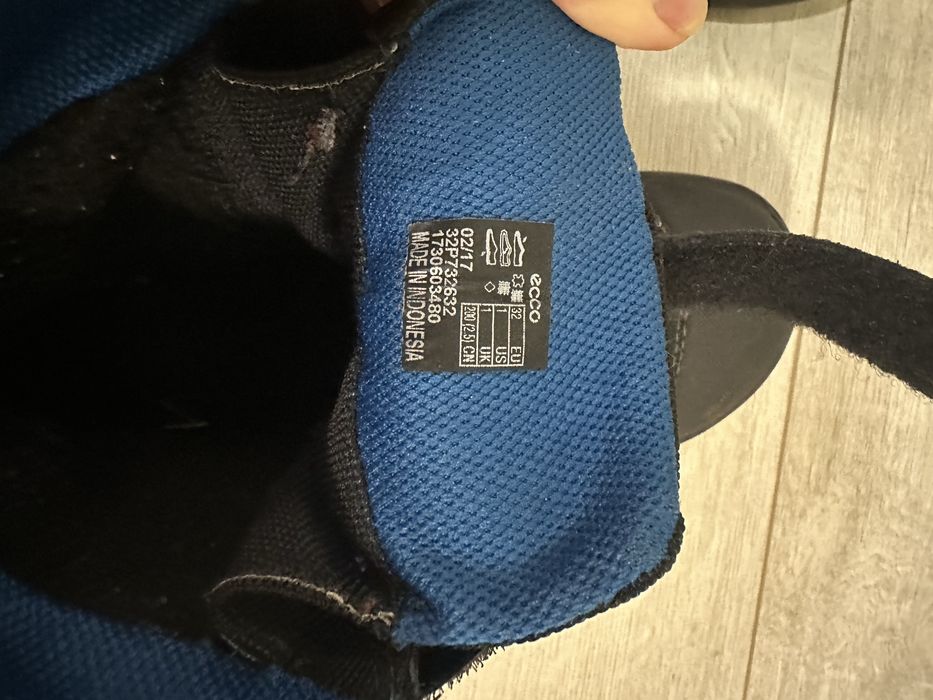 ecco
32 EU
1 US
1 UK
200 (2.5) CN
02/17
32P732632
1730603480
MADE IN INDONESIA